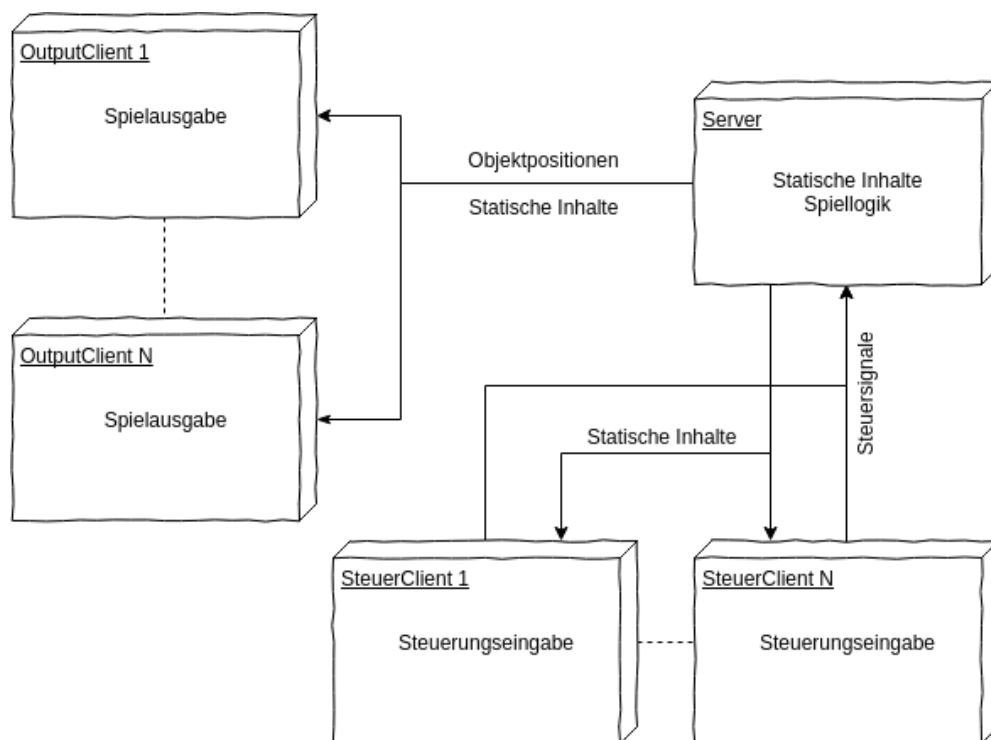 OutputClient 1
Spielausgabe
Server
Statische Inhalte
Spiellogik
Objektpositionen
Statische Inhalte
OutputClient N
Spielausgabe
Steuersignale
Statische Inhalte
SteuerClient 1
Steuerungseingabe
SteuerClient N
Steuerungseingabe